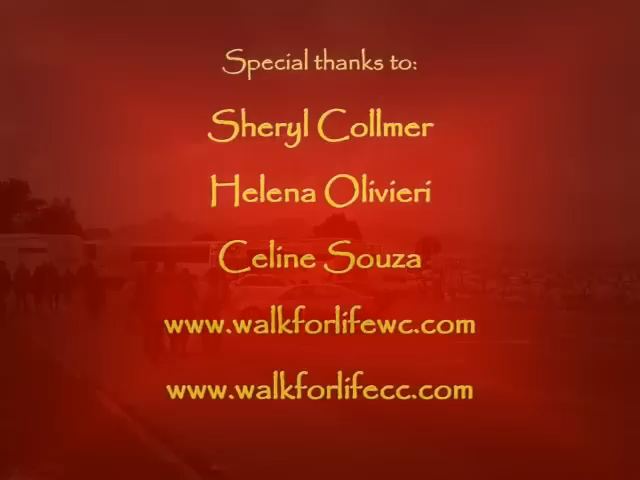 Special thanks to:
Sheryl Collmer
Helena Olivieri
Celine Souza
www.walkforlifewc.com
www.walkforlifecc.com